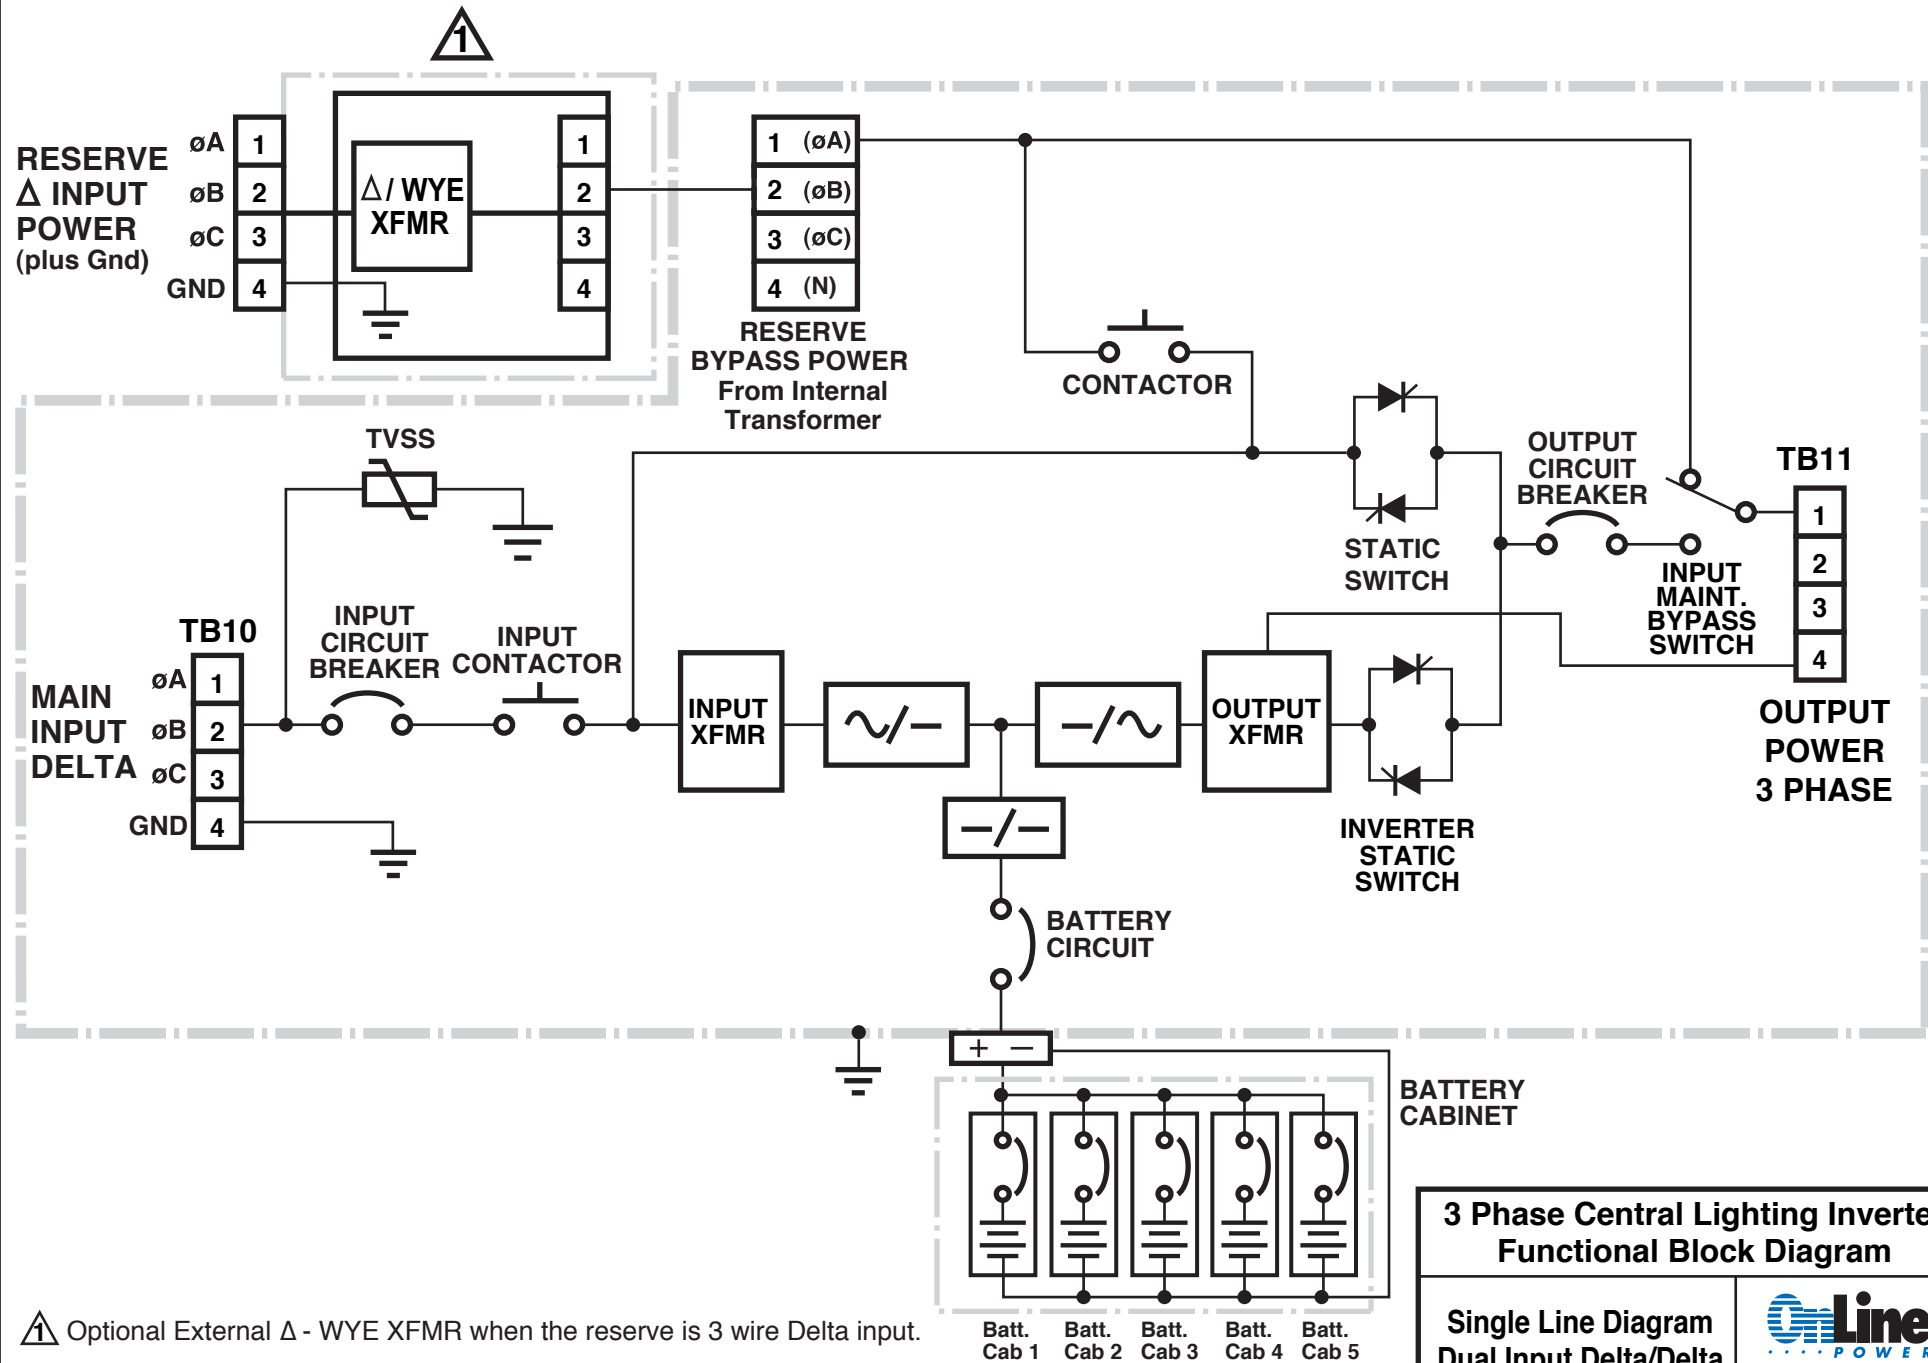 1
RESERVE
Δ INPUT
POWER
(plus Gnd)
øA
øB
øC
GND
1
2
3
4
Δ/ WYE
XFMR
1
2
3
4
1 (øA)
2 (øB)
3 (øC)
4 (N)
RESERVE
BYPASS POWER
From Internal
Transformer
CONTACTOR
TVSS
STATIC
SWITCH
OUTPUT
CIRCUIT
BREAKER
TB11
1
2
3
4
INPUT
MAINT.
BYPASS
SWITCH
OUTPUT
POWER
3 PHASE
TB10
MAIN
INPUT
DELTA
øA
øB
øC
GND
1
2
3
4
INPUT
CIRCUIT
BREAKER
INPUT
CONTACTOR
INPUT
XFMR
OUTPUT
XFMR
INVERTER
STATIC
SWITCH
BATTERY
CIRCUIT
+ −
BATTERY
CABINET
Batt.
Cab 1
Batt.
Cab 2
Batt.
Cab 3
Batt.
Cab 4
Batt.
Cab 5
1 Optional External Δ - WYE XFMR when the reserve is 3 wire Delta input.
3 Phase Central Lighting Inverte
Functional Block Diagram
Single Line Diagram
Dual Input Delta/Delta
OnLine
POWER